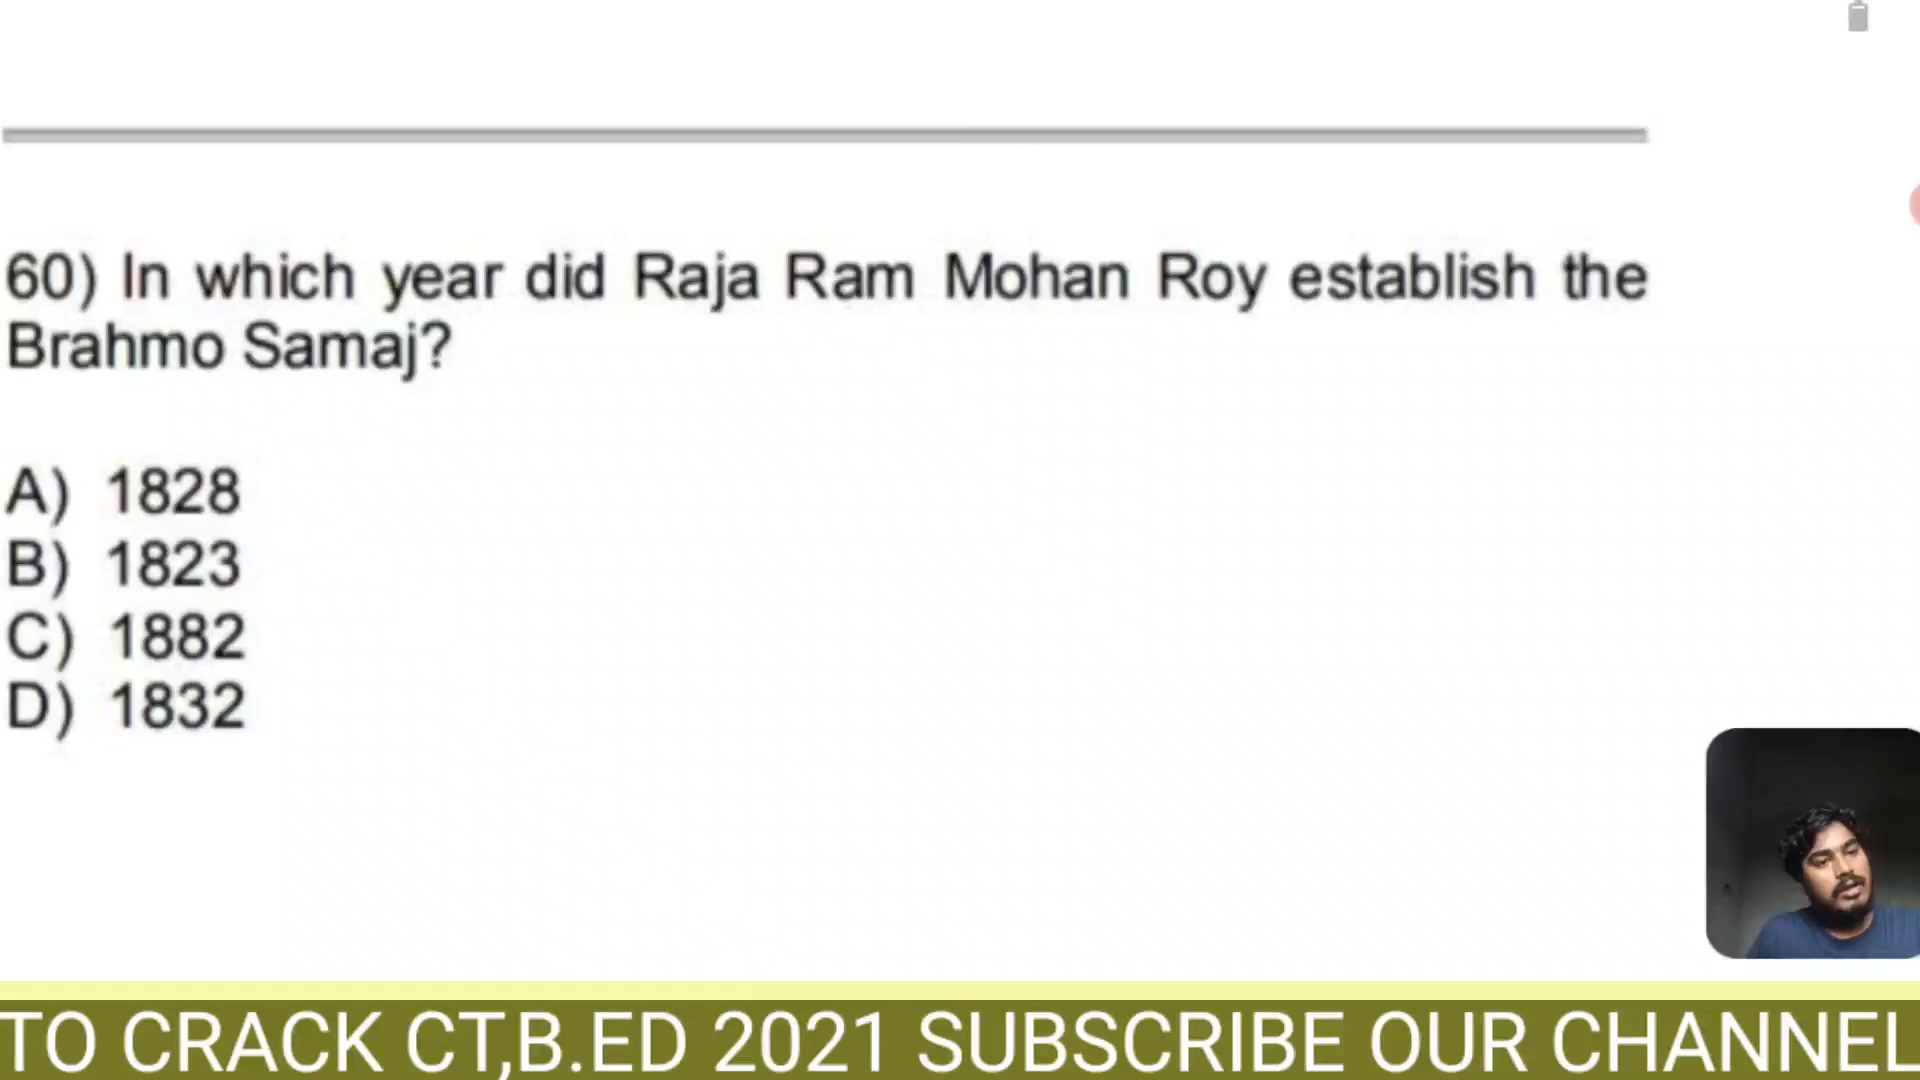 60) In which year did Raja Ram Mohan Roy establish the
Brahmo Samaj?
A) 1828
B) 1823
C) 1882
D) 1832
TO CRACK CT,B.ED 2021 SUBSCRIBE OUR CHANNEL